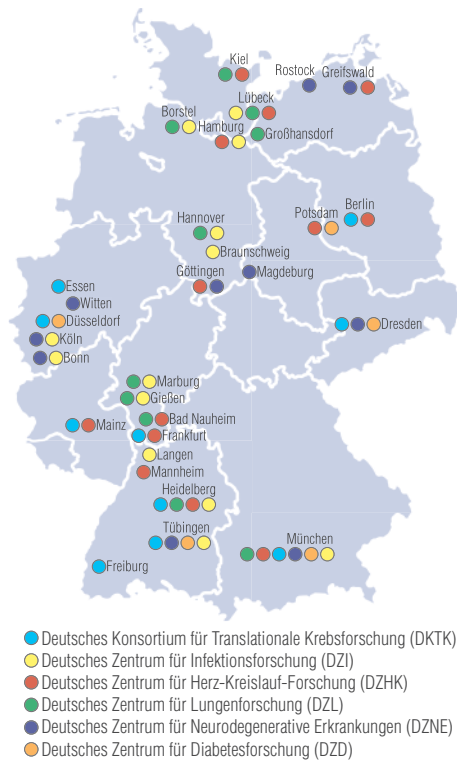 Kiel
Rostock
Greifswald
Lübeck
Borstel
Hamburg
Großhansdorf
Berlin
Potsdam
Hannover
Braunschweig
Göttingen
Magdeburg
Essen
Witten
Düsseldorf
Dresden
Köln
Bonn
Marburg
Gießen
Bad Nauheim
Mainz
Frankfurt
Langen
Mannheim
Heidelberg
Tübingen
München
Freiburg
Deutsches Konsortium für Translationale Krebsforschung (DKTK)
Deutsches Zentrum für Infektionsforschung (DZI)
Deutsches Zentrum für Herz-Kreislauf-Forschung (DZHK)
Deutsches Zentrum für Lungenforschung (DZL)
Deutsches Zentrum für Neurodegenerative Erkrankungen (DZNE)
Deutsches Zentrum für Diabetesforschung (DZD)